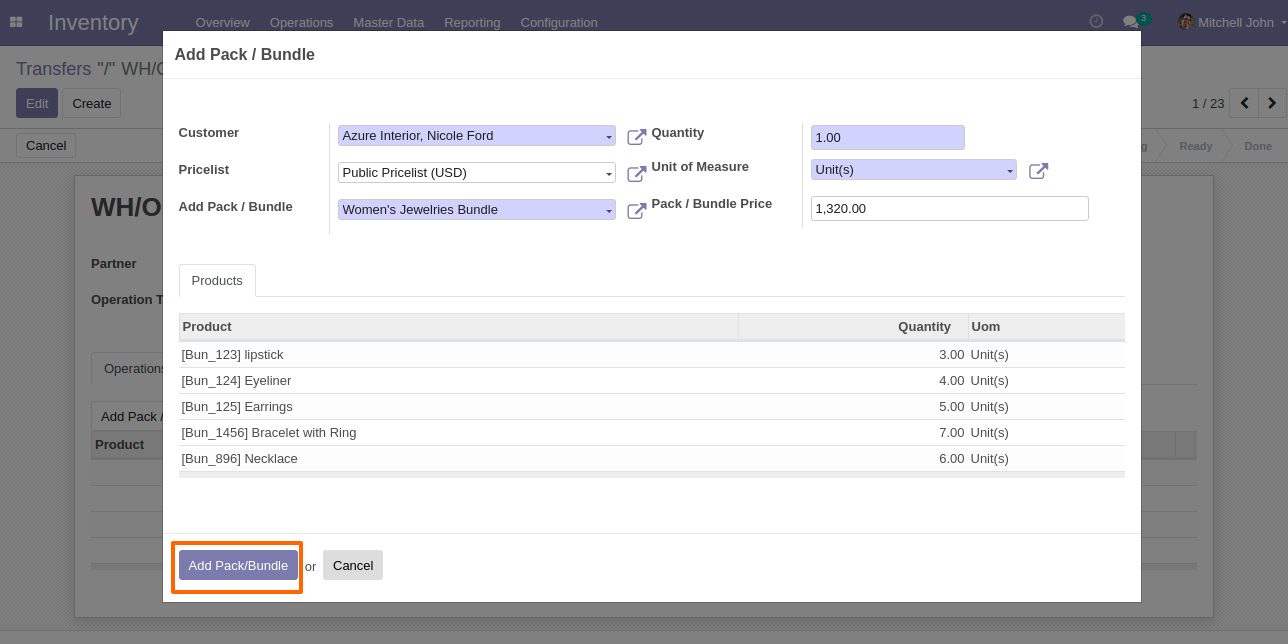 Inventory Overview Operations Master Data Reporting Configuration 3 Mitchell John
Transfers "/" WH/O
Edit Create 1 / 23
Cancel Ready Done
WH/O
Partner
Operation T
Operations
Add Pack /
Product
Add Pack / Bundle
Customer Azure Interior, Nicole Ford Quantity 1.00
Pricelist Public Pricelist (USD) Unit of Measure Unit(s)
Add Pack / Bundle Women's Jewelries Bundle Pack / Bundle Price 1,320.00
Products
Product Quantity Uom
[Bun_123] lipstick 3.00 Unit(s)
[Bun_124] Eyeliner 4.00 Unit(s)
[Bun_125] Earrings 5.00 Unit(s)
[Bun_1456] Bracelet with Ring 7.00 Unit(s)
[Bun_896] Necklace 6.00 Unit(s)
Add Pack/Bundle or Cancel